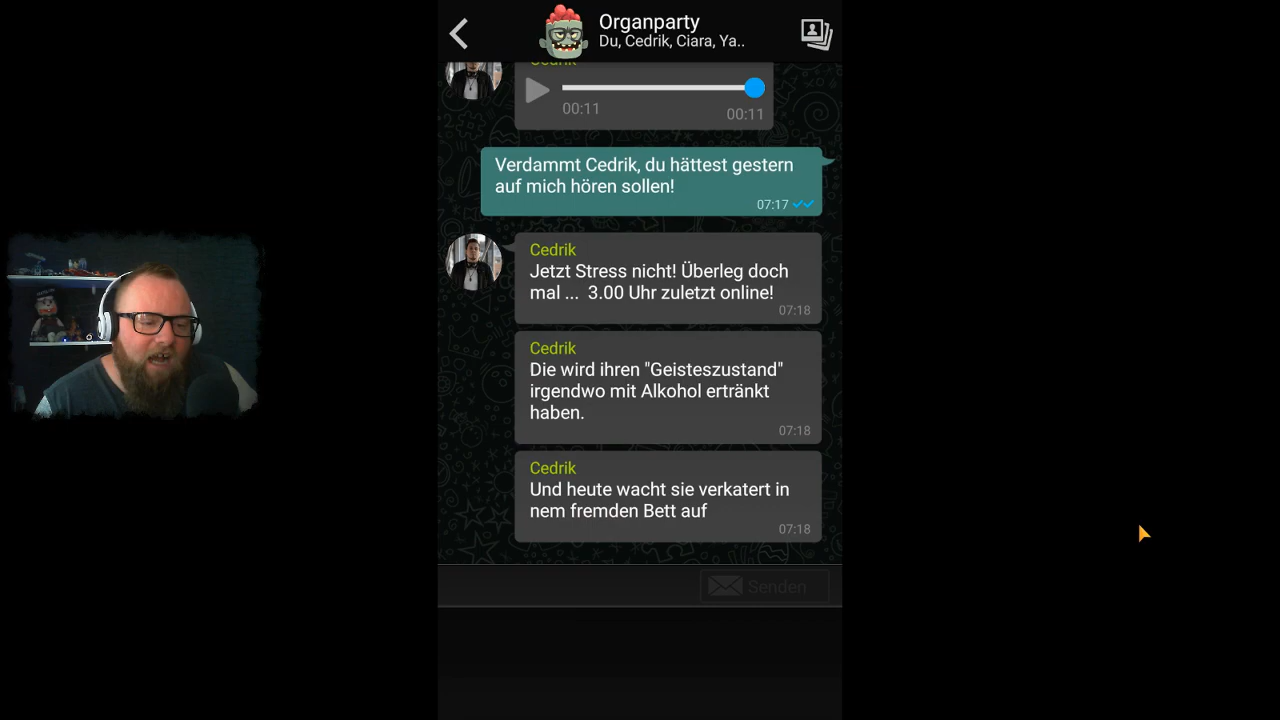 Organparty
Du, Cedrik, Ciara, Ya..
Cedrik
00:11
00:11
Verdammt Cedrik, du hättest gestern
auf mich hören sollen!
07:17
Cedrik
Jetzt Stress nicht! Überleg doch
mal ... 3.00 Uhr zuletzt online!
07:18
Cedrik
Die wird ihren "Geisteszustand"
irgendwo mit Alkohol ertränkt
haben.
07:18
Cedrik
Und heute wacht sie verkatert in
nem fremden Bett auf
07:18
Senden